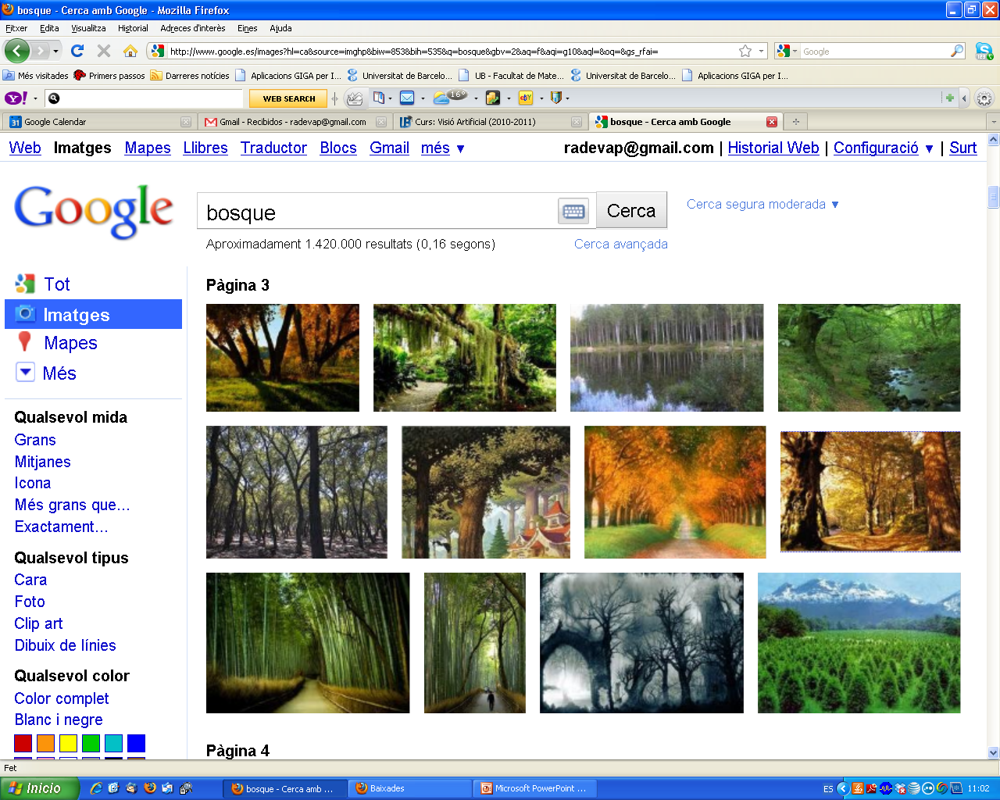 bosque - Cerca amb Google - Mozilla Firefox
Fitxer Edita Visualitza Historial Adreces d'interès Eines Ajuda
http://www.google.es/images?hl=ca&source=imghp&biw=853&bih=535&q=bosque&gbv=2&aq=f&aqi=g10&aql=&oq=&gs_rfai= Google
Més visitades Primers passos Darreres notícies Aplicacions GIGA per I... Universitat de Barcelo... UB - Facultat de Mate... Universitat de Barcelo... Aplicacions GIGA per I...
Y! WEB SEARCH 16°
31 Google Calendar Gmail - Recibidos - radevap@gmail.com Curs: Visió Artificial (2010-2011) bosque - Cerca amb Google
Web Imatges Mapes Llibres Traductor Blocs Gmail més ▼ radevap@gmail.com | Historial Web | Configuració ▼ | Surt
Google bosque Cerca Cerca segura moderada ▼
Aproximadament 1.420.000 resultats (0,16 segons) Cerca avançada
Tot
Imatges
Mapes
Més
Qualsevol mida
Grans
Mitjanes
Icona
Més grans que...
Exactament...
Qualsevol tipus
Cara
Foto
Clip art
Dibuix de línies
Qualsevol color
Color complet
Blanc i negre
Pàgina 3
Pàgina 4
Fet
Inicio bosque - Cerca amb ... Baixades Microsoft PowerPoint ... ES 11:02